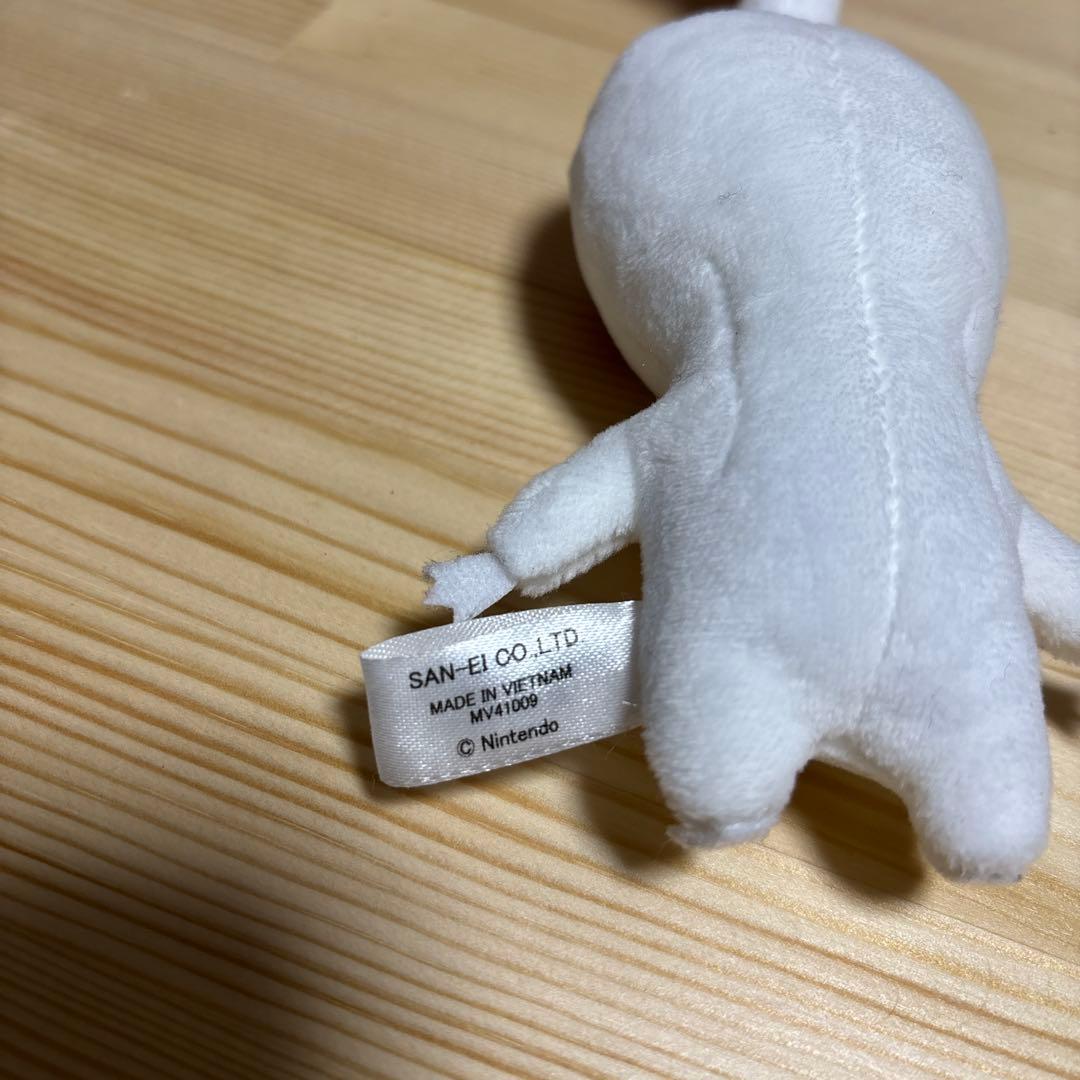 SAN-EI CO.,LTD
MADE IN VIETNAM
MV41009
© Nintendo